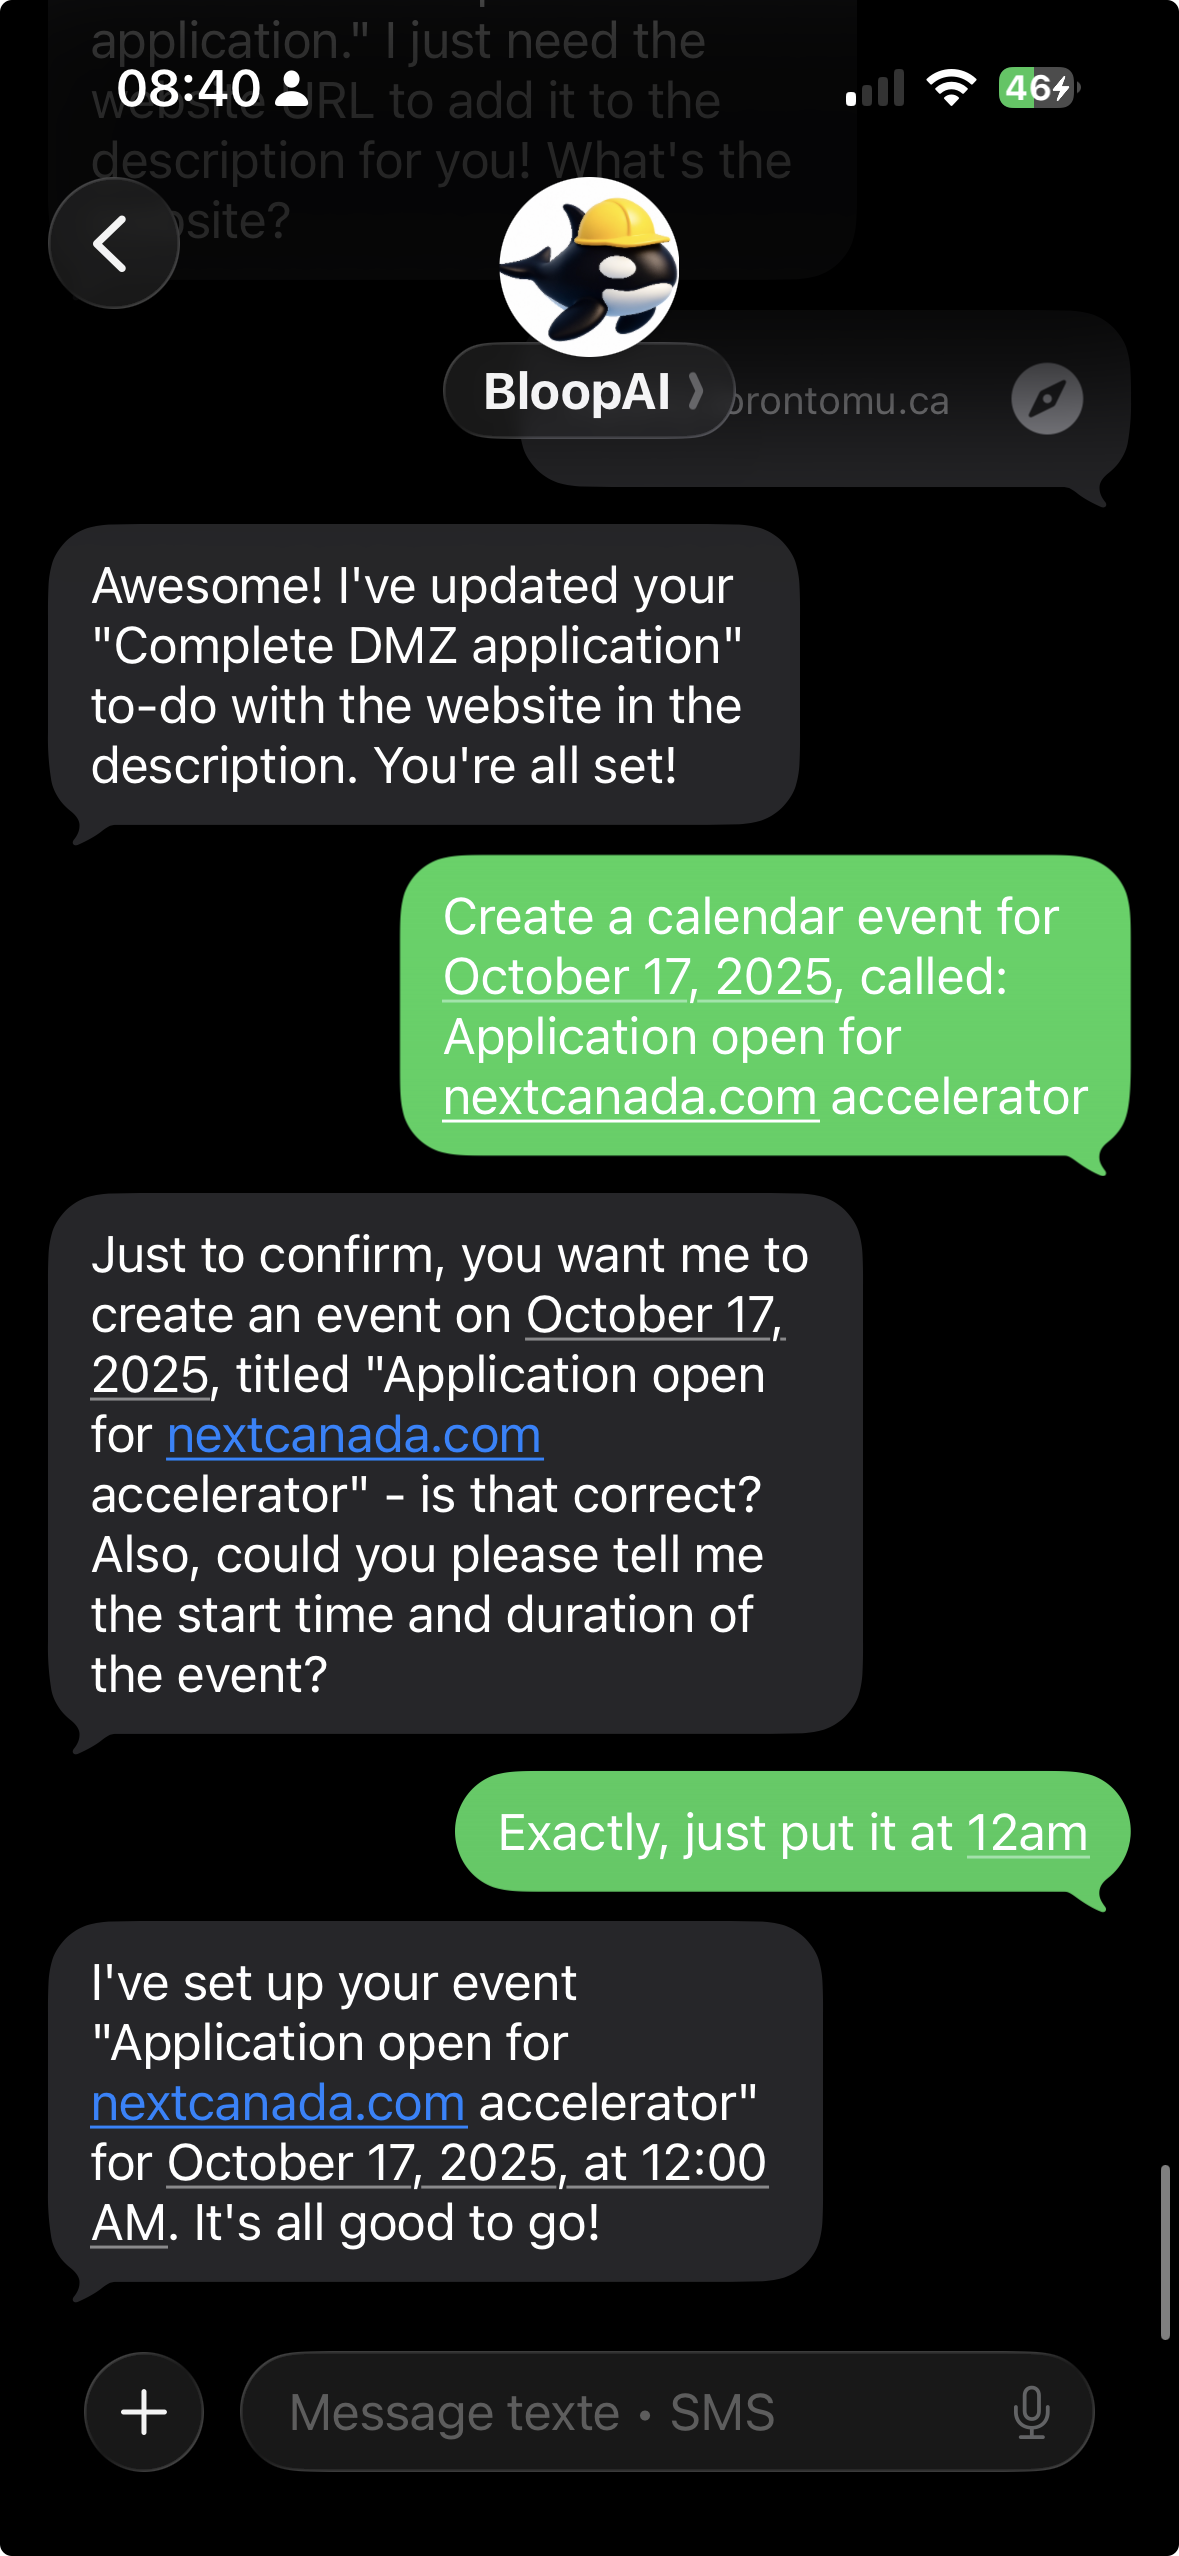 application." I just need the
08:40
website URL to add it to the
46
description for you! What's the
BloopAI
Awesome! I've updated your
"Complete DMZ application"
to-do with the website in the
description. You're all set!
Create a calendar event for
October 17, 2025, called:
Application open for
nextcanada.com accelerator
Just to confirm, you want me to
create an event on October 17,
2025, titled "Application open
for nextcanada.com
accelerator" - is that correct?
Also, could you please tell me
the start time and duration of
the event?
Exactly, just put it at 12am
I've set up your event
"Application open for
nextcanada.com accelerator"
for October 17, 2025, at 12:00
AM. It's all good to go!
Message texte • SMS